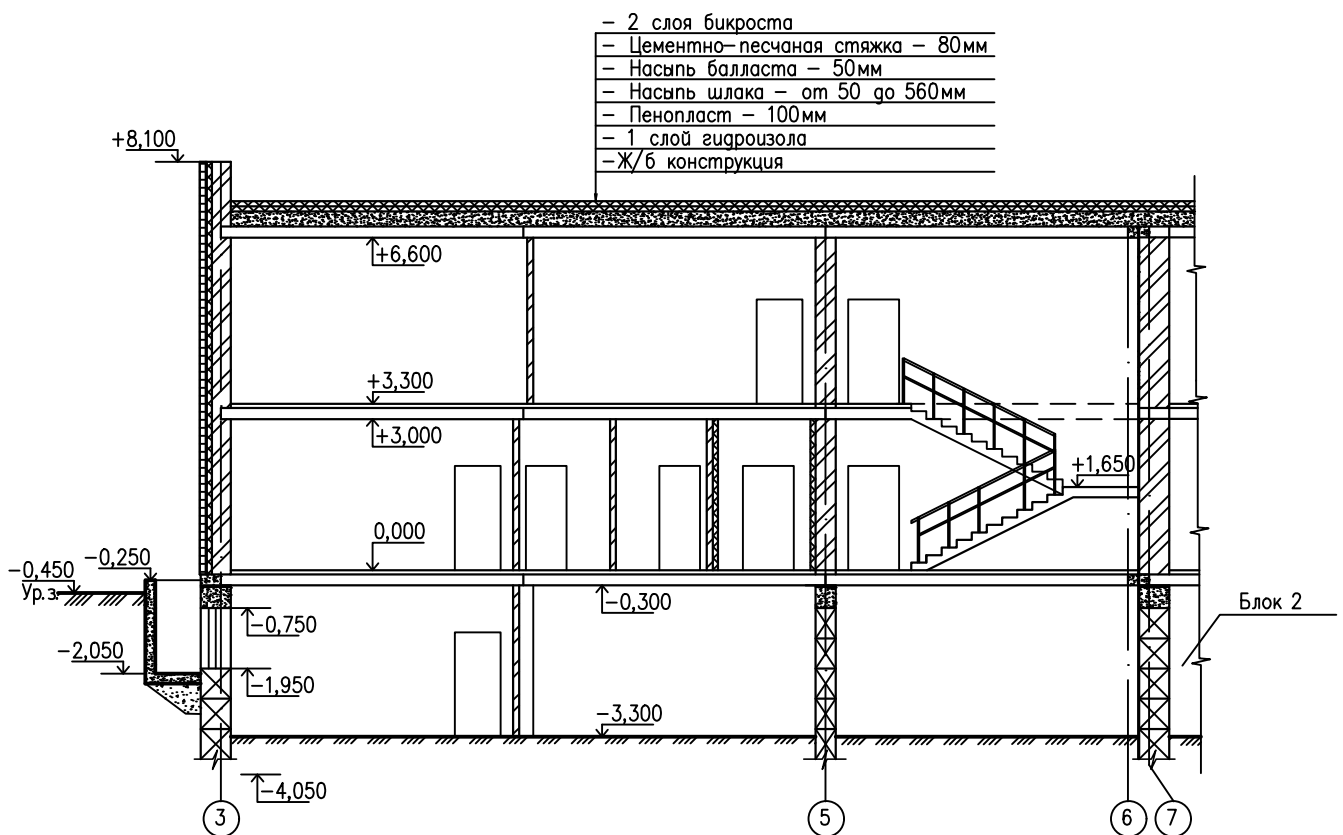 - 2 слоя бикроста
- Цементно-песчаная стяжка - 80мм
- Насыпь балласта - 50мм
- Насыпь шлака - от 50 до 560мм
- Пенопласт - 100мм
- 1 слой гидроизола
-Ж/б конструкция
+8,100
+6,600
+3,300
+3,000
+1,650
0,000
-0,250
-0,450
Ур.з.
-0,300
-0,750
Блок 2
-2,050
-1,950
-3,300
-4,050
3
5
6
7